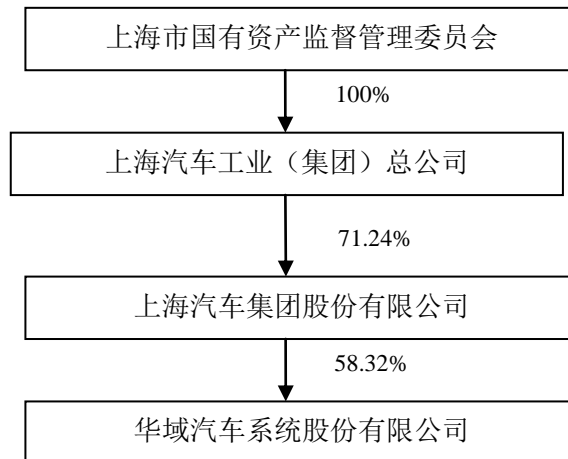 上海市国有资产监督管理委员会
100%
上海汽车工业（集团）总公司
71.24%
上海汽车集团股份有限公司
58.32%
华域汽车系统股份有限公司